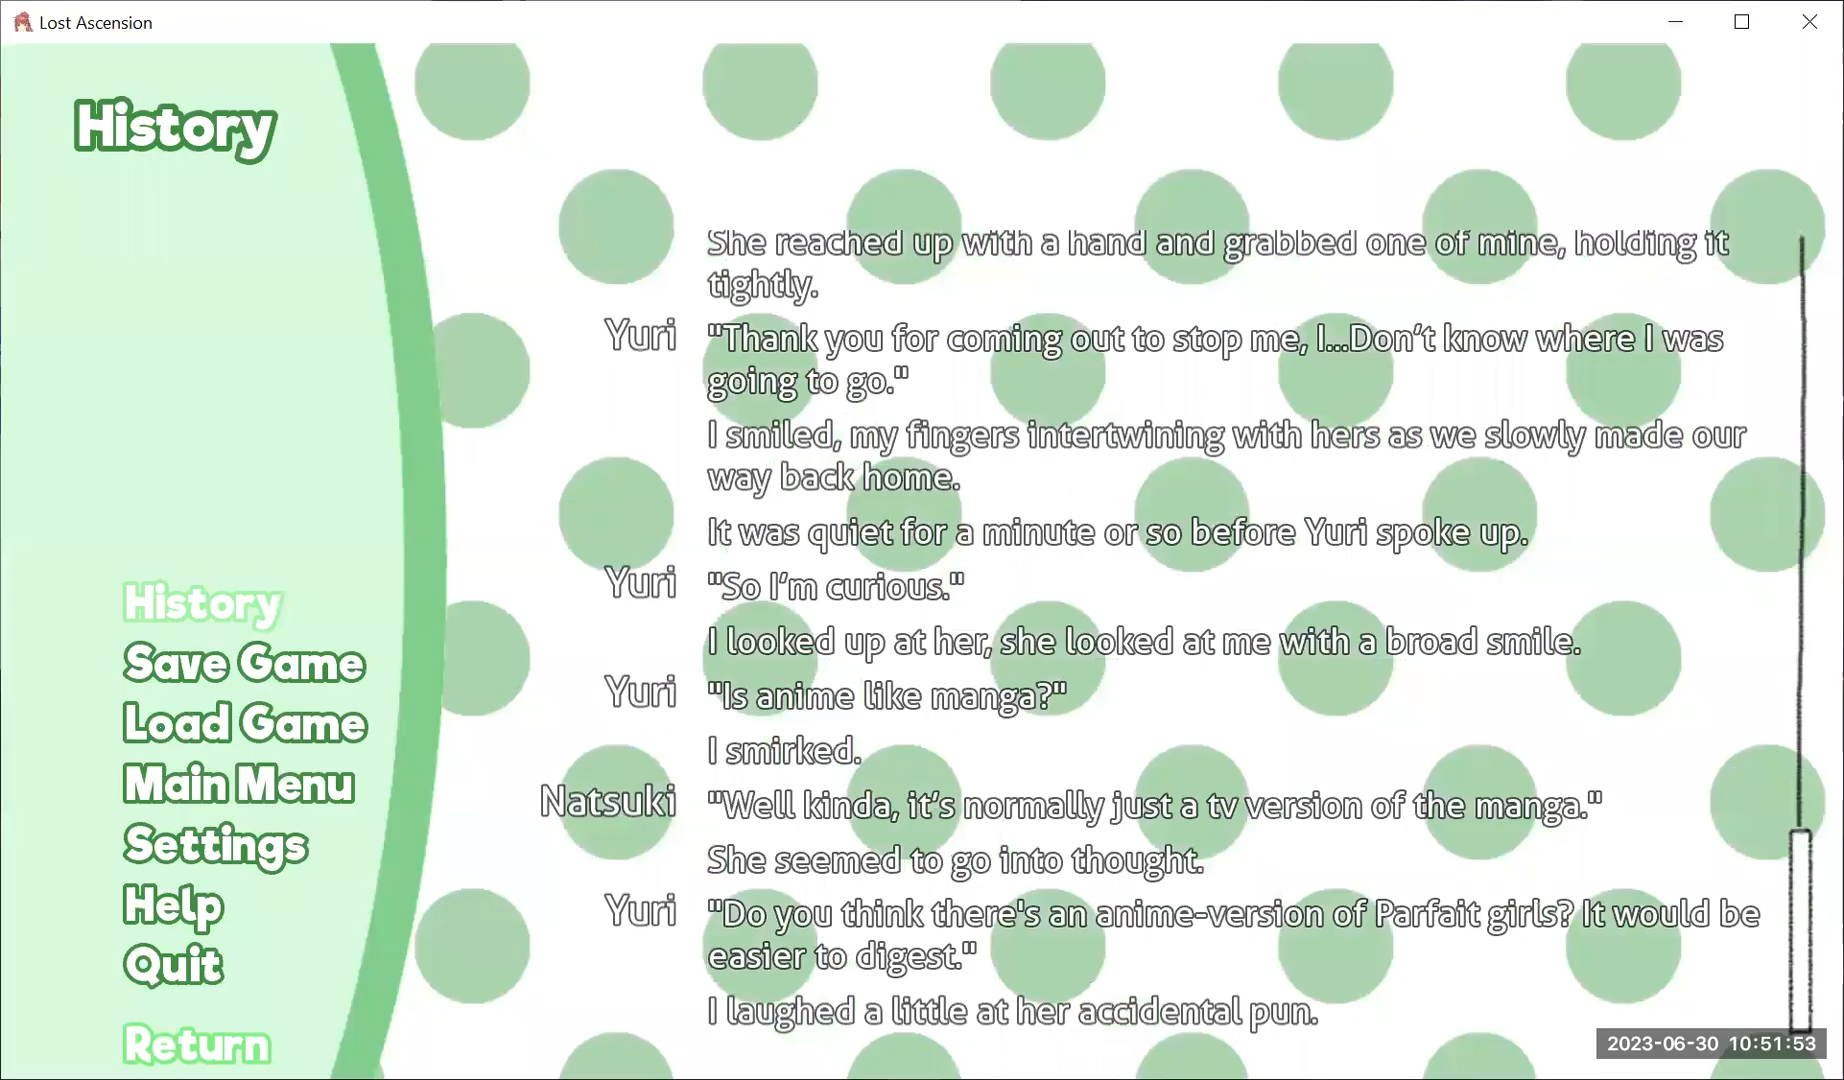 Lost Ascension
History
She reached up with a hand and grabbed one of mine, holding it
tightly.
Yuri
"Thank you for coming out to stop me, I...Don't know where I was
going to go."
I smiled, my fingers intertwining with hers as we slowly made our
way back home.
It was quiet for a minute or so before Yuri spoke up.
Yuri
"So I'm curious."
I looked up at her, she looked at me with a broad smile.
Yuri
"Is anime like manga?"
I smirked.
Natsuki
"Well kinda, it's normally just a tv version of the manga."
She seemed to go into thought.
Yuri
"Do you think there's an anime-version of Parfait girls? It would be
easier to digest."
I laughed a little at her accidental pun.
History
Save Game
Load Game
Main Menu
Settings
Help
Quit
Return
2023-06-30 10:51:53